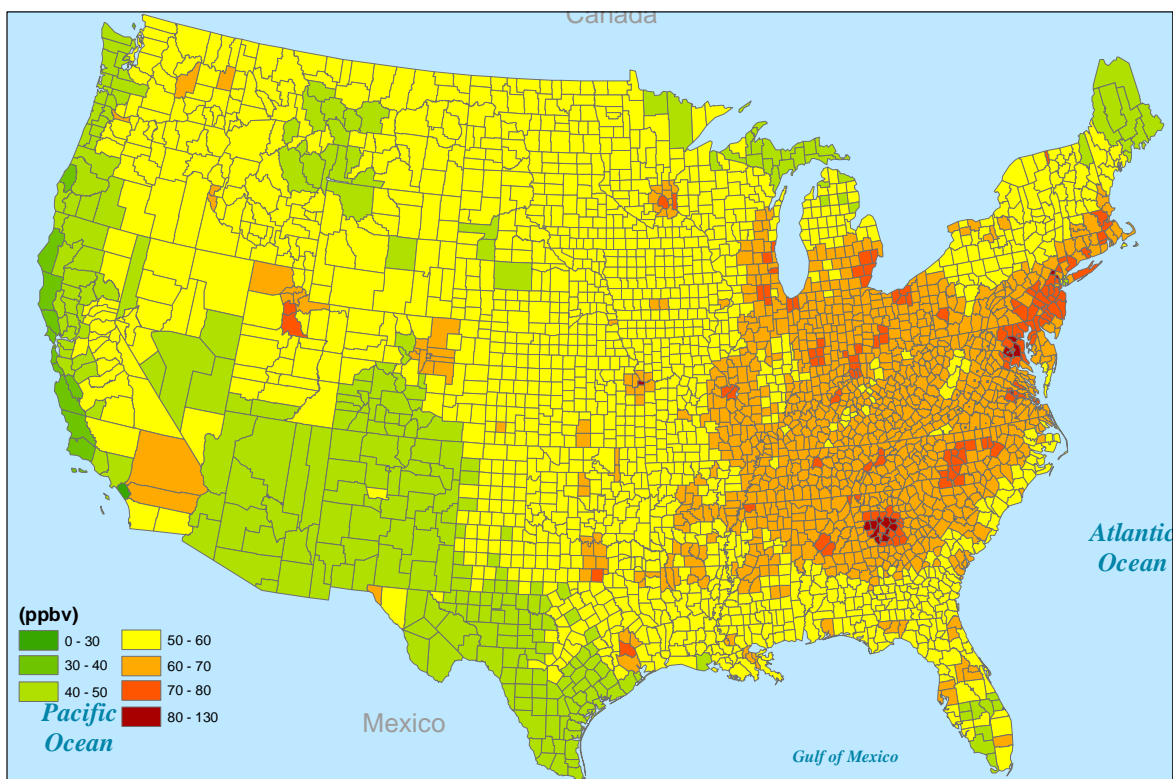 Canada
Atlantic
Ocean
(ppbv)
0 - 30
30 - 40
40 - 50
50 - 60
60 - 70
70 - 80
80 - 130
Pacific
Ocean
Mexico
Gulf of Mexico